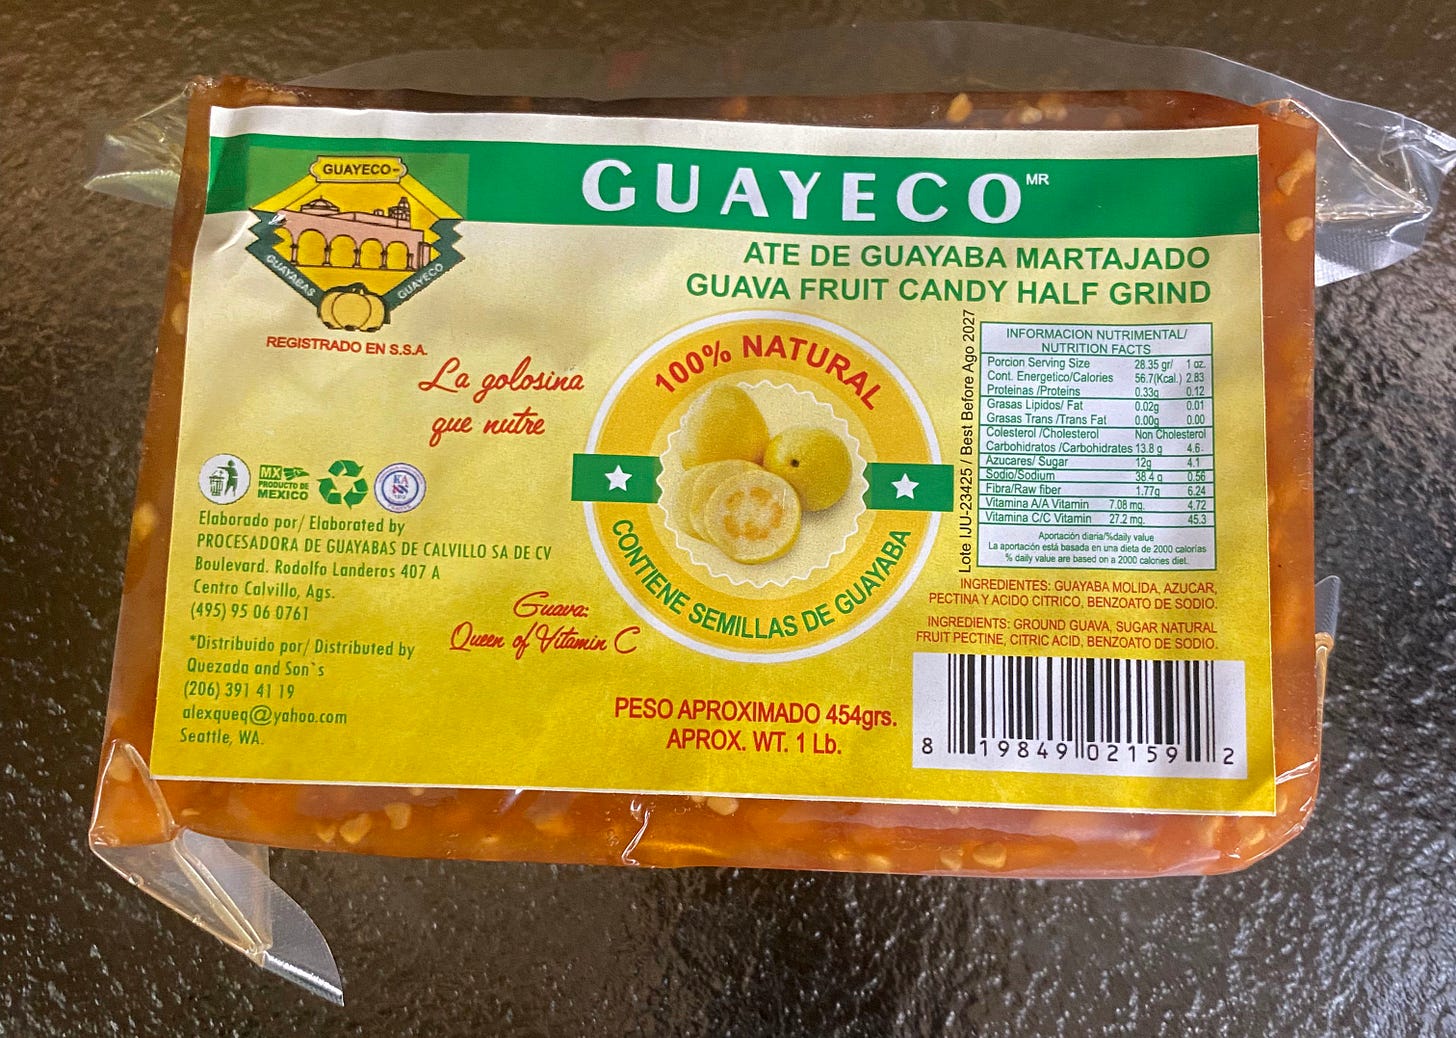 GUAYECO
GUAYABAS
GUAYECO
REGISTRADO EN S.S.A.
GUAYECO MR
ATE DE GUAYABA MARTAJADO
GUAVA FRUIT CANDY HALF GRIND
La golosina
que nutre
100% NATURAL
CONTIENE SEMILLAS DE GUAYABA
MX
PRODUCTO DE
MEXICO
KA
Elaborado por/ Elaborated by
PROCESADORA DE GUAYABAS DE CALVILLO SA DE CV
Boulevard. Rodolfo Landeros 407 A
Centro Calvillo, Ags.
(495) 95 06 0761
*Distribuido por/ Distributed by
Quezada and Son`s
(206) 391 41 19
alexqueq@yahoo.com
Seattle, WA.
Guava:
Queen of Vitamin C
PESO APROXIMADO 454grs.
APROX. WT. 1 Lb.
Lote IJU-23425 / Best Before Ago 2027
INFORMACION NUTRIMENTAL/
NUTRITION FACTS
Porcion Serving Size 28.35 gr/ 1 oz.
Cont. Energetico/Calories 56.7(Kcal.) 2.83
Proteinas /Proteins 0.33g 0.12
Grasas Lipidos/ Fat 0.02g 0.01
Grasas Trans /Trans Fat 0.00g 0.00
Colesterol /Cholesterol Non Cholesterol
Carbohidratos /Carbohidrates 13.8 g 4.6
Azucares/ Sugar 12g 4.1
Sodio/Sodium 38.4 g 0.56
Fibra/Raw fiber 1.77g 6.24
Vitamina A/A Vitamin 7.08 mg. 4.72
Vitamina C/C Vitamin 27.2 mg. 45.3
Aportación diaria/%daily value
La aportación está basada en una dieta de 2000 calorias
% daily value are based on a 2000 calories diet.
INGREDIENTES: GUAYABA MOLIDA, AZUCAR,
PECTINA Y ACIDO CITRICO, BENZOATO DE SODIO.
INGREDIENTS: GROUND GUAVA, SUGAR NATURAL
FRUIT PECTINE, CITRIC ACID, BENZOATO DE SODIO.
8 19849 02159 2